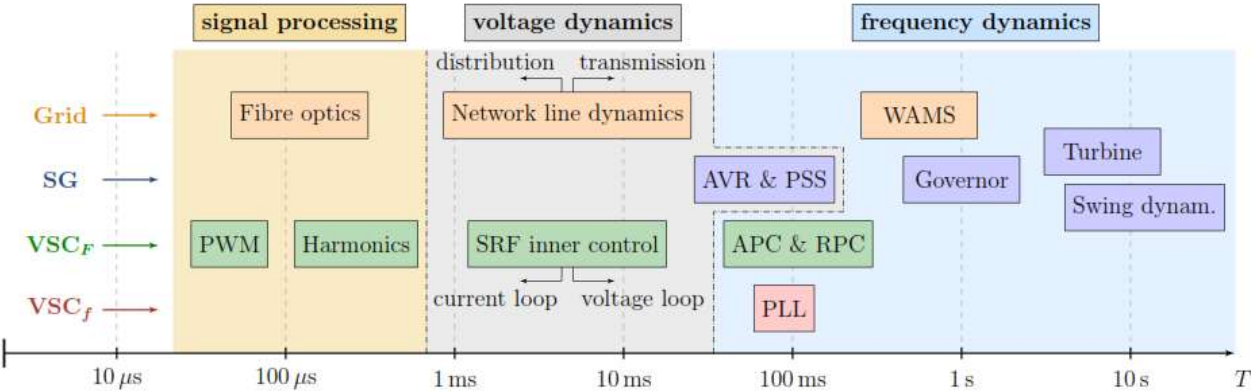 signal processing
voltage dynamics
frequency dynamics
distribution
transmission
Grid
Fibre optics
Network line dynamics
WAMS
SG
AVR & PSS
Governor
Turbine
Swing dynam.
VSC_F
PWM
Harmonics
SRF inner control
APC & RPC
current loop
voltage loop
VSC_f
PLL
10 μs
100 μs
1 ms
10 ms
100 ms
1 s
10 s
T